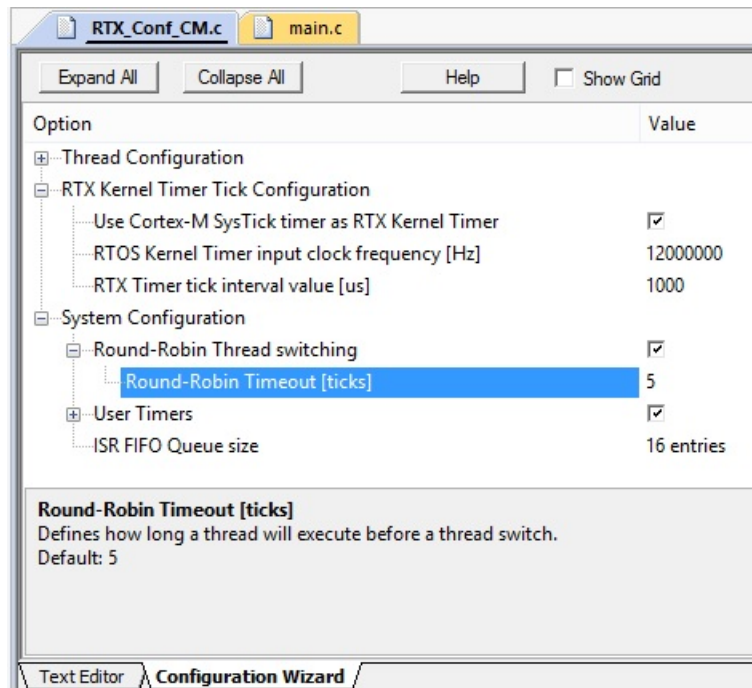 RTX_Conf_CM.c main.c
Expand All Collapse All Help Show Grid
Option Value
Thread Configuration
RTX Kernel Timer Tick Configuration
Use Cortex-M SysTick timer as RTX Kernel Timer
RTOS Kernel Timer input clock frequency [Hz] 12000000
RTX Timer tick interval value [us] 1000
System Configuration
Round-Robin Thread switching
Round-Robin Timeout [ticks] 5
User Timers
ISR FIFO Queue size 16 entries
Round-Robin Timeout [ticks]
Defines how long a thread will execute before a thread switch.
Default: 5
Text Editor Configuration Wizard